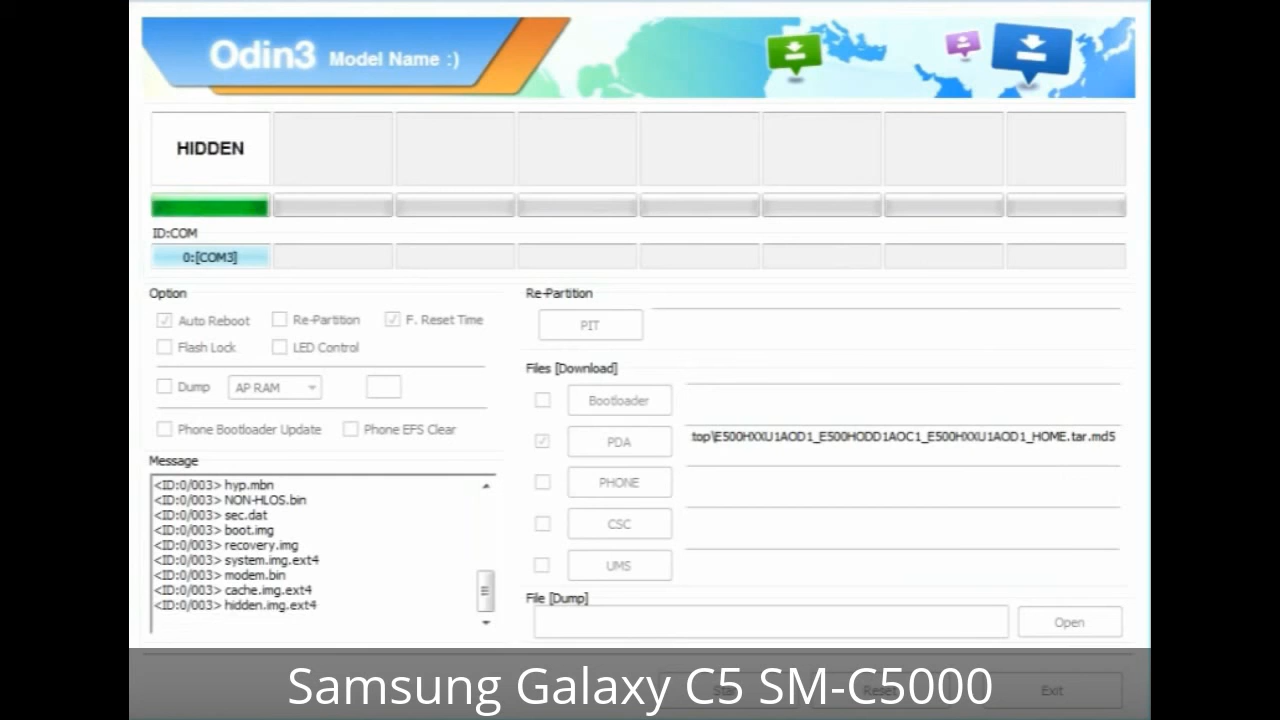 Odin3 Model Name :)
HIDDEN
ID:COM
0:[COM3]
Option
Auto Reboot Re-Partition F. Reset Time
Flash Lock LED Control
Dump AP RAM
Phone Bootloader Update Phone EFS Clear
Message
<ID:0/003> hyp.mbn
<ID:0/003> NON-HLOS.bin
<ID:0/003> sec.dat
<ID:0/003> boot.img
<ID:0/003> recovery.img
<ID:0/003> system.img.ext4
<ID:0/003> modem.bin
<ID:0/003> cache.img.ext4
<ID:0/003> hidden.img.ext4
Re-Partition
PIT
Files [Download]
Bootloader
PDA top\E500HXXU1AOD1_E500HODD1AOC1_E500HXXU1AOD1_HOME.tar.md5
PHONE
CSC
UMS
File [Dump]
Open
Start Reset Exit
Samsung Galaxy C5 SM-C5000